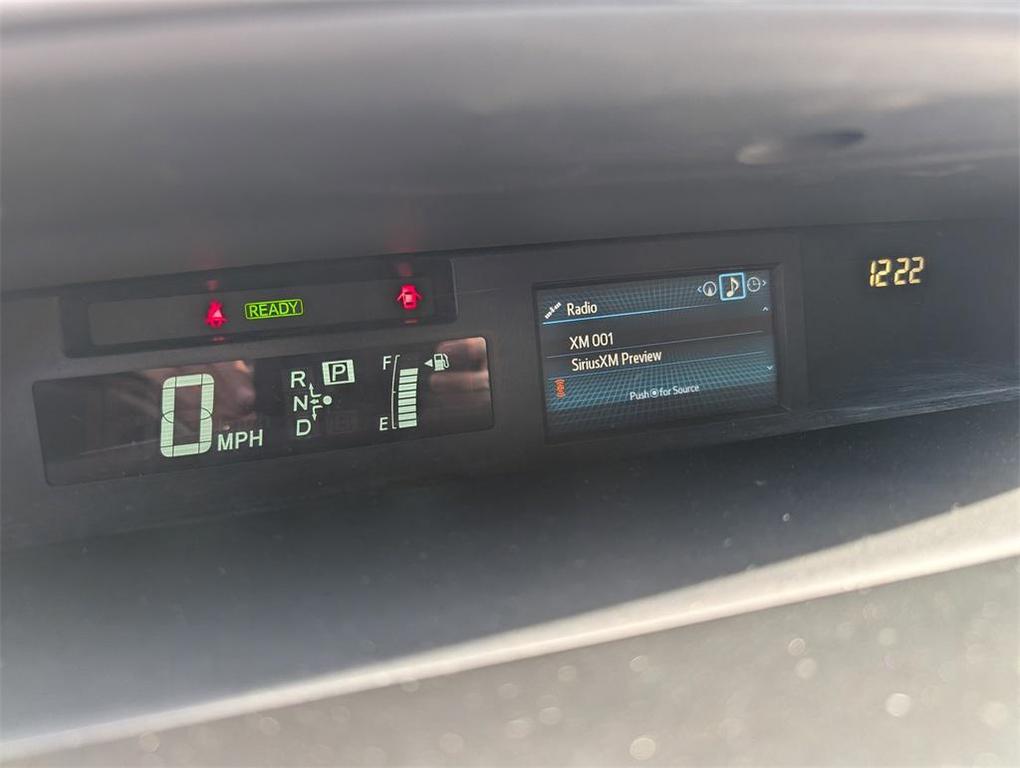 READY
0 MPH
P
R
N
D
F
E
Radio
XM 001
SiriusXM Preview
Push for Source
12:22